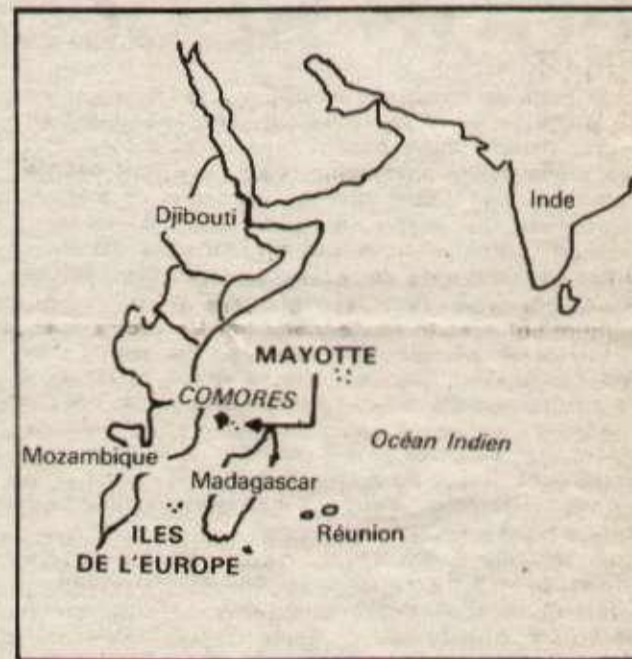 Djibouti
Inde
MAYOTTE
COMORES
Océan Indien
Mozambique
Madagascar
Réunion
ILES
DE L'EUROPE